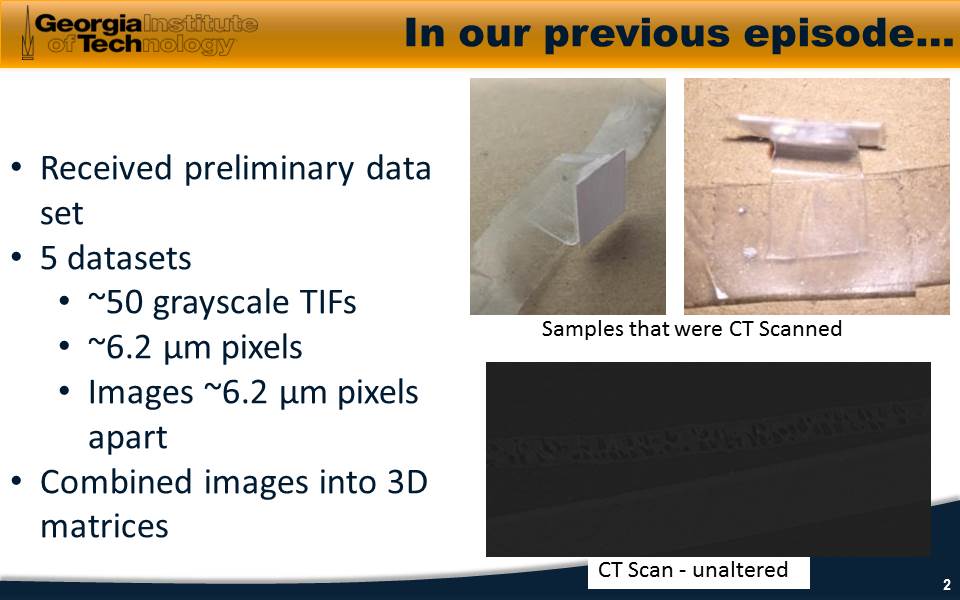 Georgia Institute
of Technology
In our previous episode...
• Received preliminary data
set
• 5 datasets
• ~50 grayscale TIFs
• ~6.2 µm pixels
• Images ~6.2 µm pixels
apart
• Combined images into 3D
matrices
Samples that were CT Scanned
CT Scan - unaltered
2